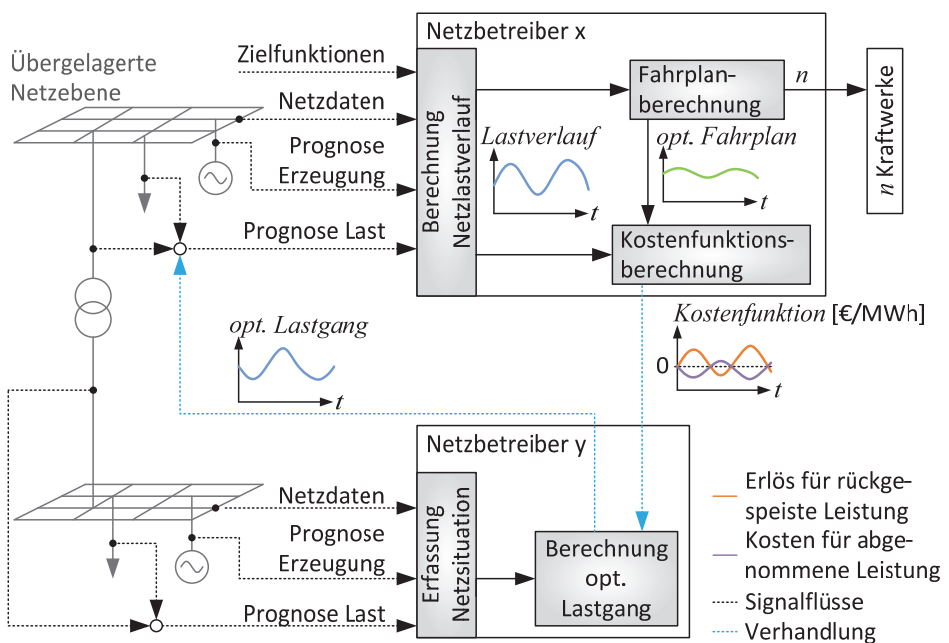 Netzbetreiber x
Zielfunktionen
Übergelagerte
Netzebene
Netzdaten
Prognose
Erzeugung
Prognose Last
Berechnung
Netzlastverlauf
Fahrplan-
berechnung
n
n Kraftwerke
Lastverlauf
t
opt. Fahrplan
t
Kostenfunktions-
berechnung
opt. Lastgang
t
Kostenfunktion [€/MWh]
0
t
Netzbetreiber y
Netzdaten
Prognose
Erzeugung
Prognose Last
Erfassung
Netzsituation
Berechnung
opt.
Lastgang
Erlös für rückge-
speiste Leistung
Kosten für abge-
nommene Leistung
Signalflüsse
Verhandlung